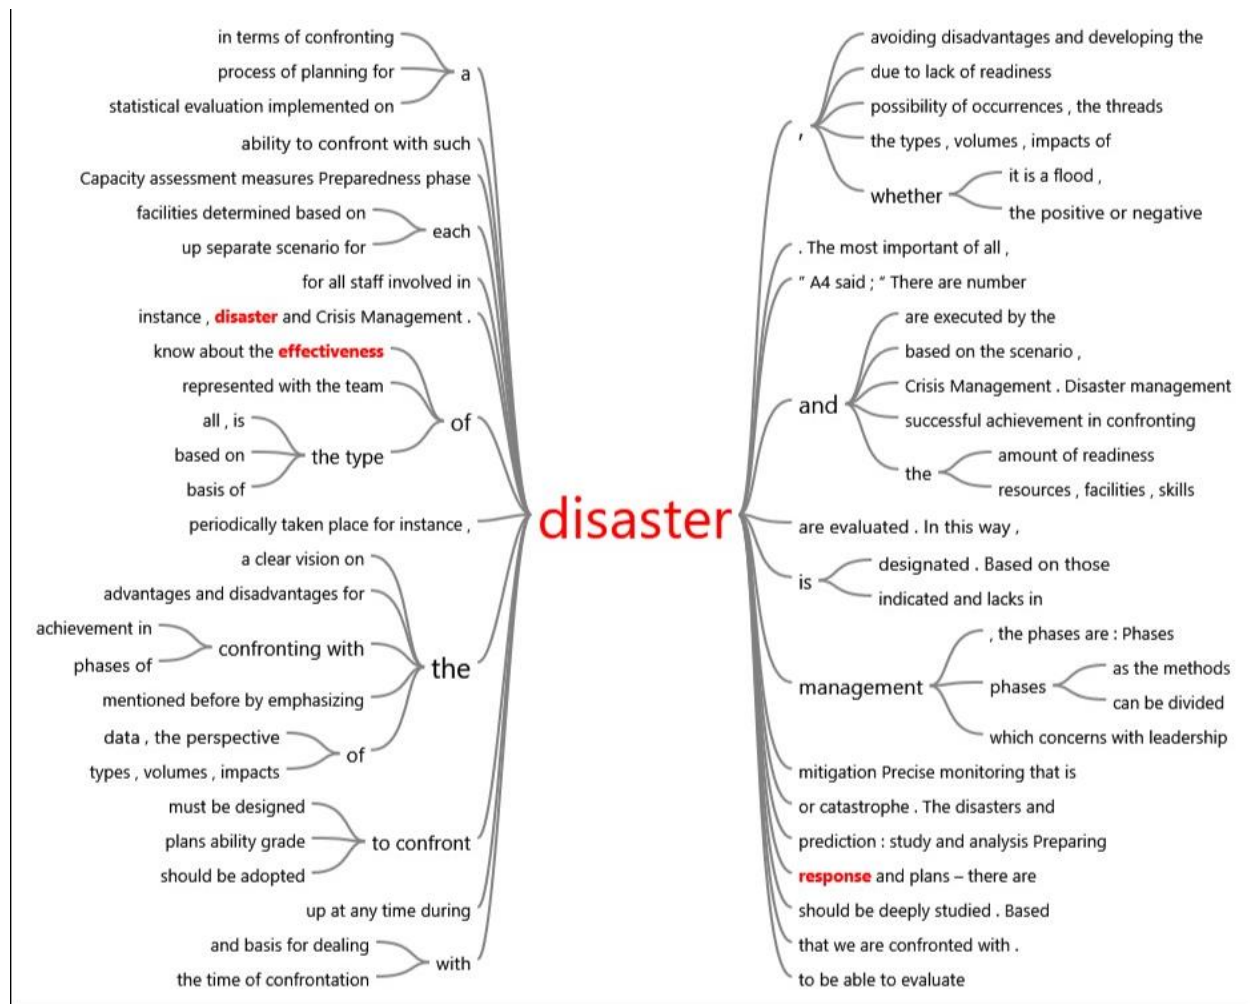 in terms of confronting
process of planning for
a
statistical evaluation implemented on
ability to confront with such
Capacity assessment measures Preparedness phase
facilities determined based on
each
up separate scenario for
for all staff involved in
instance , disaster and Crisis Management .
know about the effectiveness
represented with the team
of
all , is
based on
the type
basis of
periodically taken place for instance ,
a clear vision on
advantages and disadvantages for
achievement in
confronting with
phases of
the
mentioned before by emphasizing
data , the perspective
of
types , volumes , impacts
must be designed
plans ability grade
to confront
should be adopted
up at any time during
and basis for dealing
with
the time of confrontation
disaster
avoiding disadvantages and developing the
due to lack of readiness
possibility of occurrences , the threads
,
the types , volumes , impacts of
whether
it is a flood ,
the positive or negative
. The most important of all ,
" A4 said ; " There are number
are executed by the
based on the scenario ,
Crisis Management . Disaster management
and
successful achievement in confronting
the
amount of readiness
resources , facilities , skills
are evaluated . In this way ,
is
designated . Based on those
indicated and lacks in
management
, the phases are : Phases
phases
as the methods
can be divided
which concerns with leadership
mitigation Precise monitoring that is
or catastrophe . The disasters and
prediction : study and analysis Preparing
response and plans – there are
should be deeply studied . Based
that we are confronted with .
to be able to evaluate